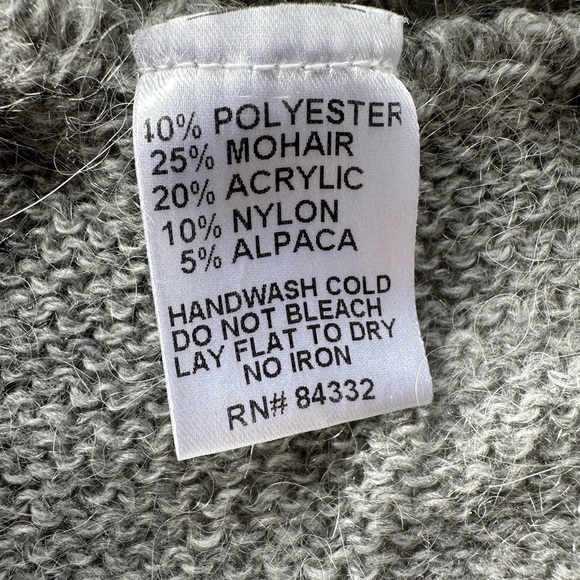 40% POLYESTER
25% MOHAIR
20% ACRYLIC
10% NYLON
5% ALPACA
HANDWASH COLD
DO NOT BLEACH
LAY FLAT TO DRY
NO IRON
RN# 84332